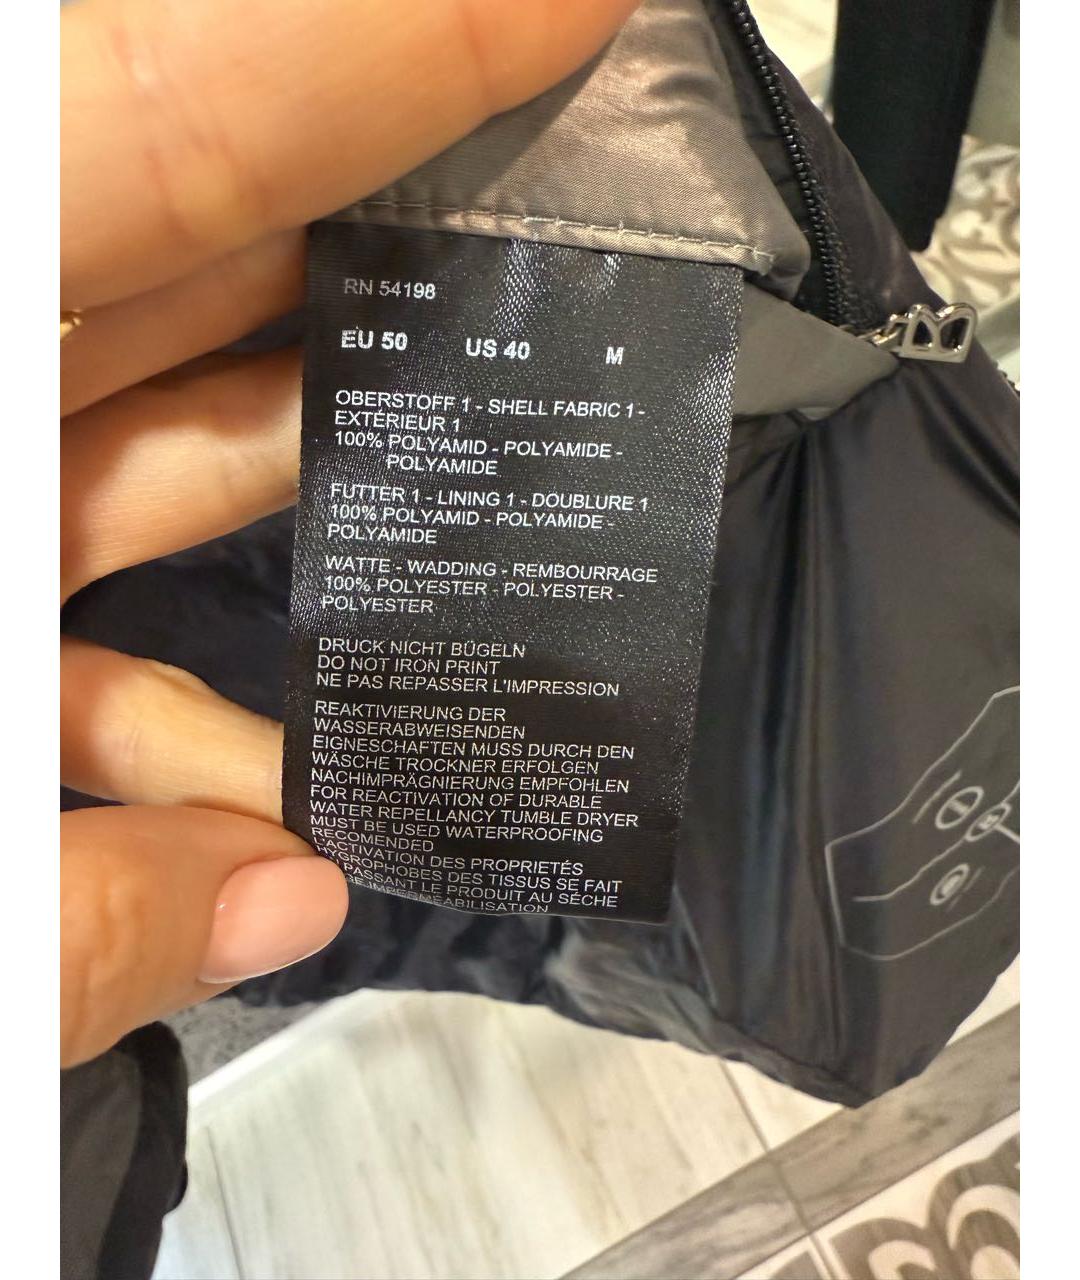 RN 54198
EU 50 US 40 M
OBERSTOFF 1 - SHELL FABRIC 1 -
EXTÉRIEUR 1
100% POLYAMID - POLYAMIDE -
POLYAMIDE
FUTTER 1 - LINING 1 - DOUBLURE 1
100% POLYAMID - POLYAMIDE -
POLYAMIDE
WATTE - WADDING - REMBOURRAGE
100% POLYESTER - POLYESTER -
POLYESTER
DRUCK NICHT BÜGELN
DO NOT IRON PRINT
NE PAS REPASSER L'IMPRESSION
REAKTIVIERUNG DER
WASSERABWEISENDEN
EIGNESCHAFTEN MUSS DURCH DEN
WÄSCHE TROCKNER ERFOLGEN
NACHIMPRÄGNIERUNG EMPFOHLEN
FOR REACTIVATION OF DURABLE
WATER REPELLANCY TUMBLE DRYER
MUST BE USED WATERPROOFING
RECOMENDED
L'ACTIVATION DES PROPRIETÉS
HYGROPHOBES DES TISSUS SE FAIT
PASSANT LE PRODUIT AU SÉCHE
IMPERMEABILISATION